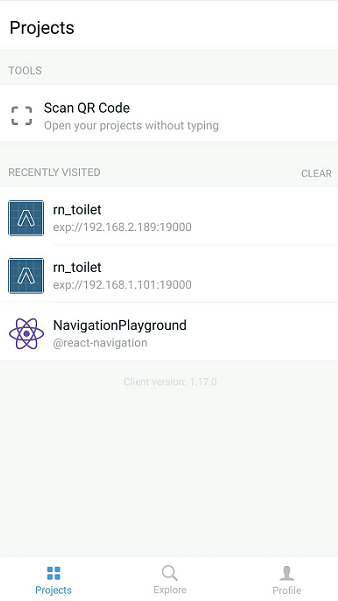 Projects
TOOLS
Scan QR Code
Open your projects without typing
RECENTLY VISITED CLEAR
rn_toilet
exp://192.168.2.189:19000
rn_toilet
exp://192.168.1.101:19000
NavigationPlayground
@react-navigation
Client version: 1.17.0
Projects Explore Profile